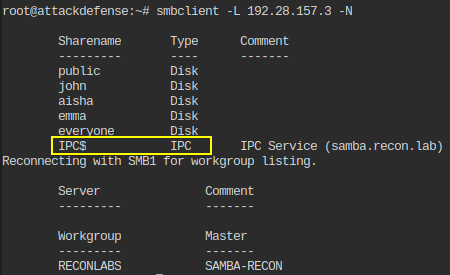 root@attackdefense:~# smbclient -L 192.28.157.3 -N
Sharename Type Comment
--------- ---- -------
public Disk
john Disk
aisha Disk
emma Disk
everyone Disk
IPC$ IPC IPC Service (samba.recon.lab)
Reconnecting with SMB1 for workgroup listing.
Server Comment
--------- -------
Workgroup Master
--------- -------
RECONLABS SAMBA-RECON